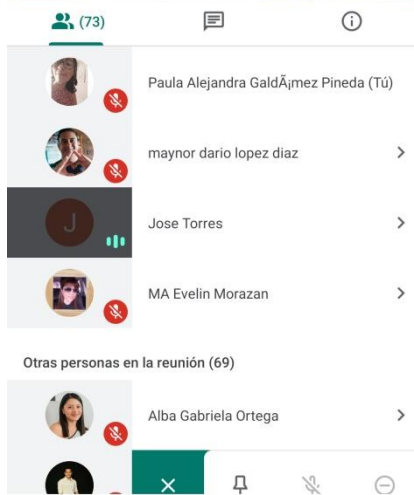 (73)
Paula Alejandra GaldÃ¡mez Pineda (Tú)
maynor dario lopez diaz
J
Jose Torres
MA Evelin Morazan
Otras personas en la reunión (69)
Alba Gabriela Ortega